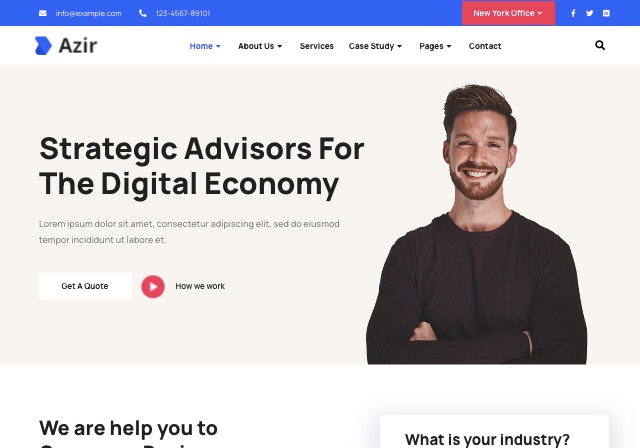 info@example.com 123-4567-89101 New York Office
Azir Home About Us Services Case Study Pages Contact
Strategic Advisors For
The Digital Economy
Lorem ipsum dolor sit amet, consectetur adipiscing elit, sed do eiusmod
tempor incididunt ut labore et.
Get A Quote How we work
We are help you to
What is your industry?